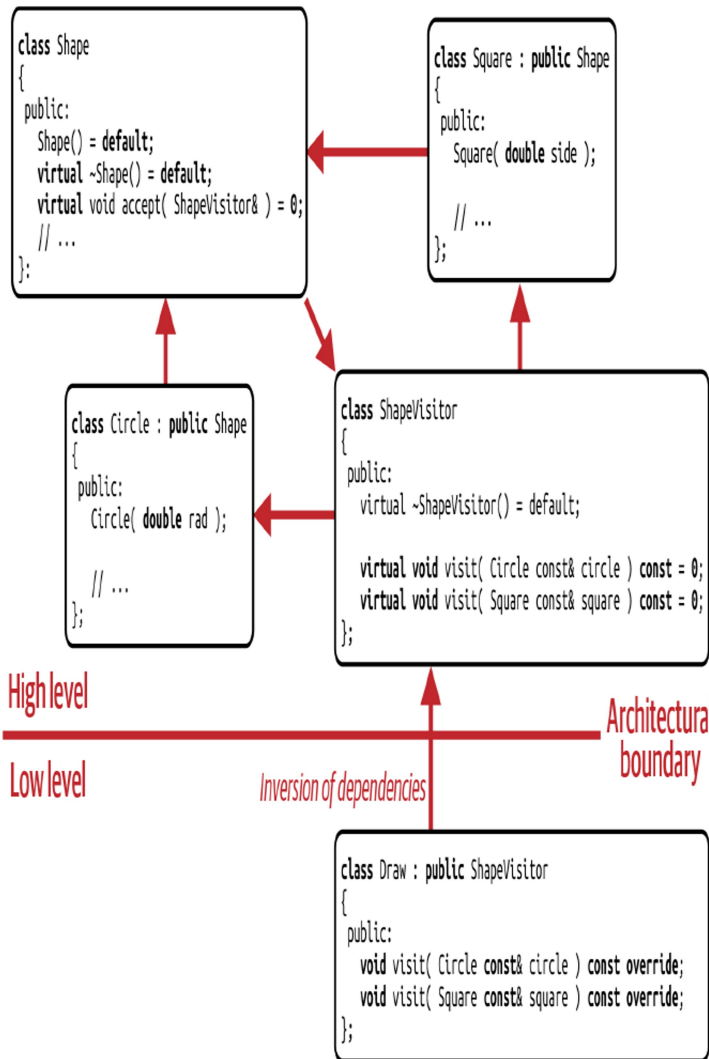 class Shape
{
public:
Shape() = default;
virtual ~Shape() = default;
virtual void accept( ShapeVisitor& ) = 0;
// ...
}:
class Square : public Shape
{
public:
Square( double side );
// ...
};
class Circle : public Shape
{
public:
Circle( double rad );
// ...
};
class ShapeVisitor
{
public:
virtual ~ShapeVisitor() = default;
virtual void visit( Circle const& circle ) const = 0;
virtual void visit( Square const& square ) const = 0;
};
High level
Architectura
boundary
Low level
Inversion of dependencies
class Draw : public ShapeVisitor
{
public:
void visit( Circle const& circle ) const override;
void visit( Square const& square ) const override;
};